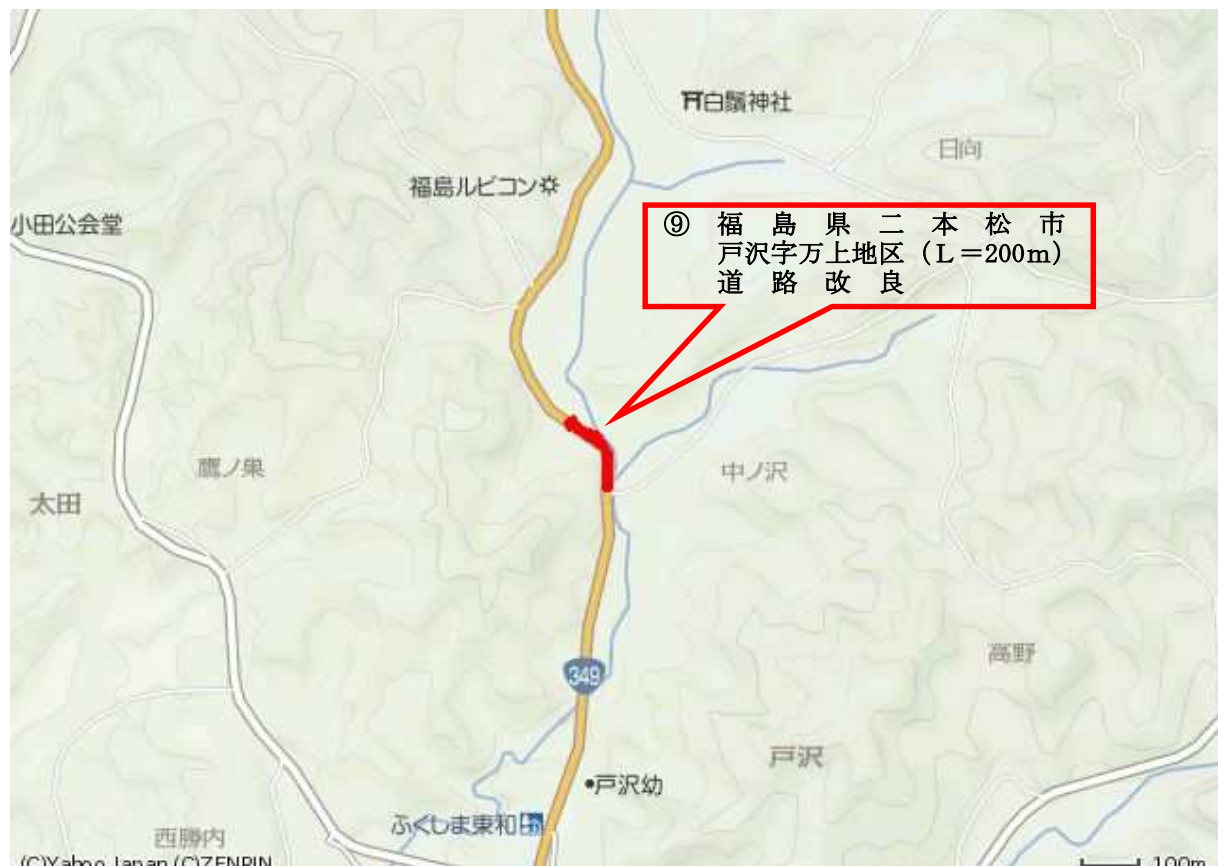 白鬚神社
日向
福島ルビコン
小田公会堂
⑨ 福島県二本松市
戸沢字万上地区(L=200m)
道路改良
鷹ノ巣
中ノ沢
太田
高野
349
戸沢
戸沢幼
ふくしま東和
西勝内
(C)Yahoo Japan,(C)ZENRIN
100m